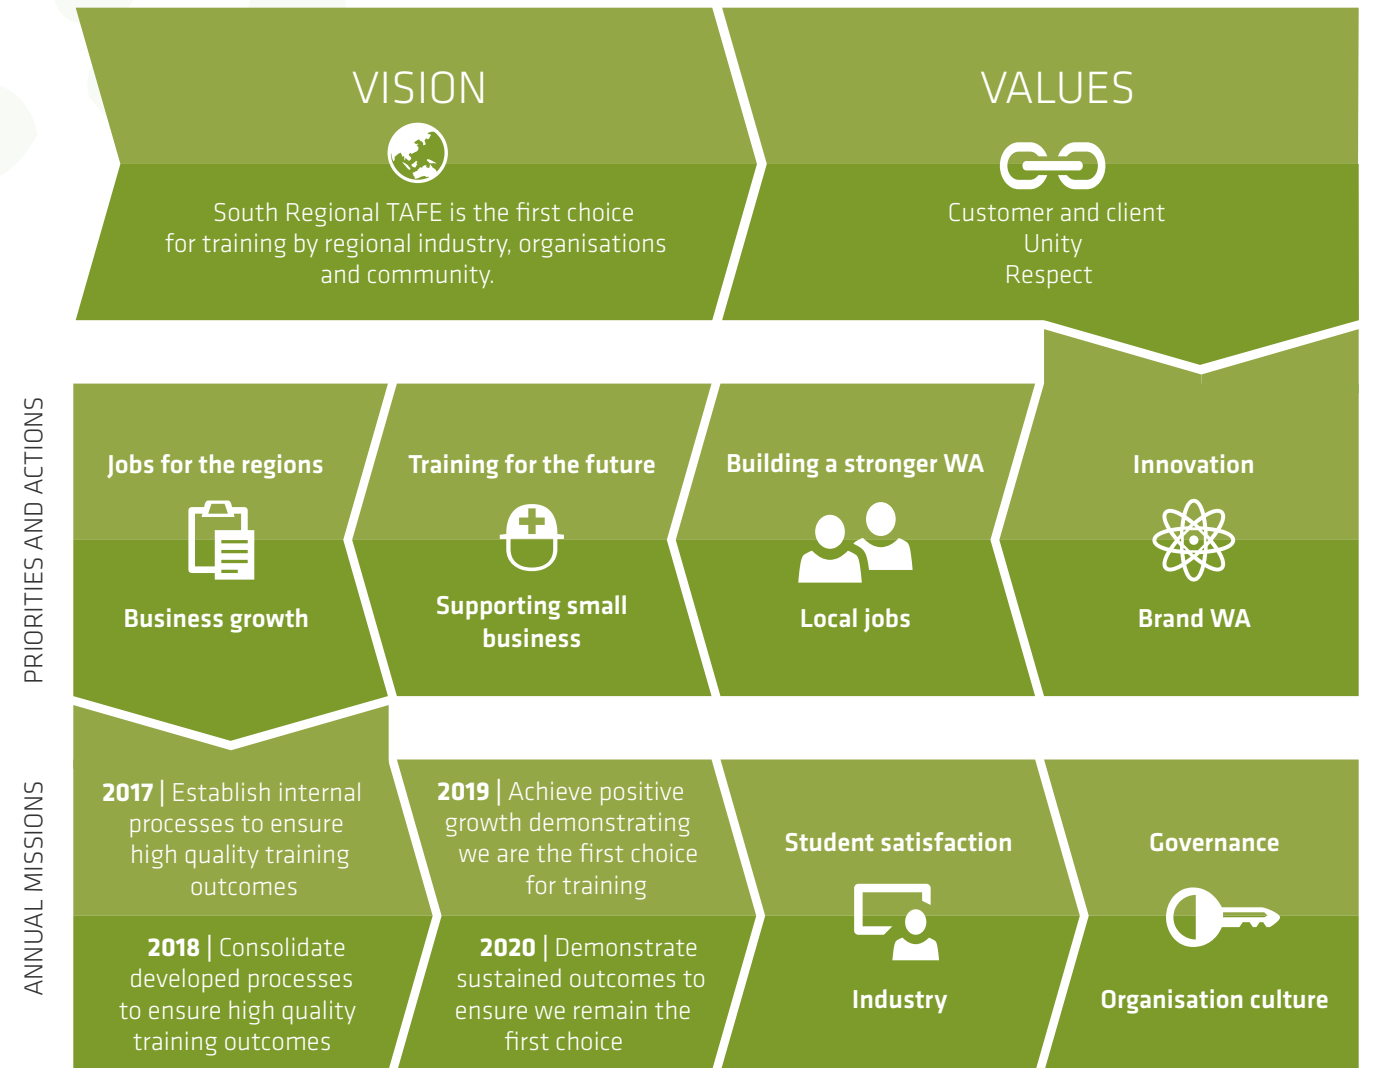 VISION
South Regional TAFE is the first choice
for training by regional industry, organisations
and community.
VALUES
Customer and client
Unity
Respect
PRIORITIES AND ACTIONS
Jobs for the regions
Business growth
Training for the future
Supporting small
business
Building a stronger WA
Local jobs
Innovation
Brand WA
ANNUAL MISSIONS
2017 | Establish internal
processes to ensure
high quality training
outcomes
2018 | Consolidate
developed processes
to ensure high quality
training outcomes
2019 | Achieve positive
growth demonstrating
we are the first choice
for training
2020 | Demonstrate
sustained outcomes to
ensure we remain the
first choice
Student satisfaction
Industry
Governance
Organisation culture